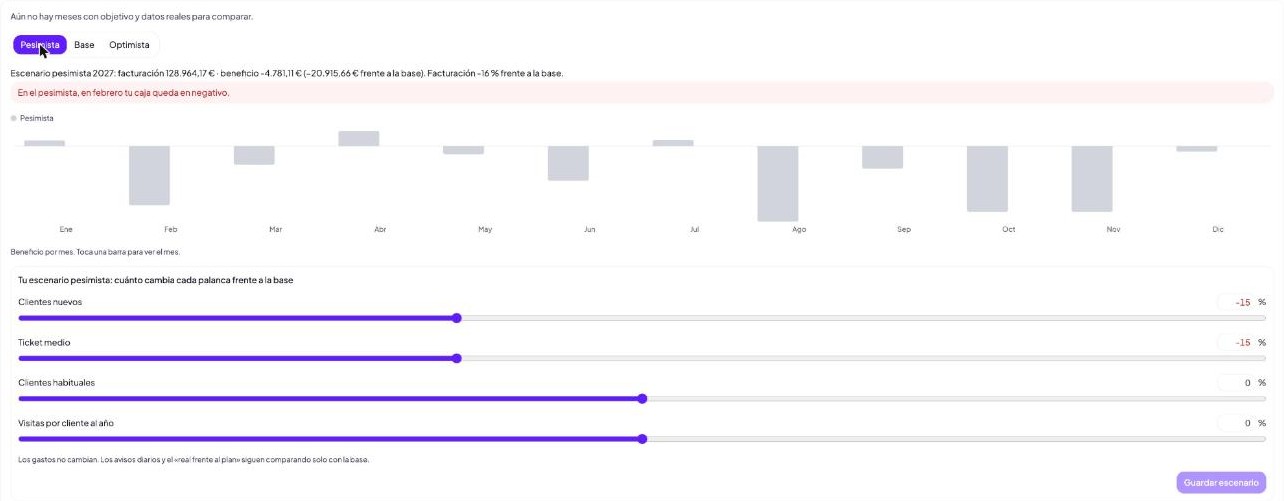 Aún no hay meses con objetivo y datos reales para comparar.
Pesimista Base Optimista
Escenario pesimista 2027: facturación 128.964,17 € · beneficio -4.781,11 € (-20.915,66 € frente a la base). Facturación -16 % frente a la base.
En el pesimista, en febrero tu caja queda en negativo.
Pesimista
Ene Feb Mar Abr May Jun Jul Ago Sep Oct Nov Dic
Beneficio por mes. Toca una barra para ver el mes.
Tu escenario pesimista: cuánto cambia cada palanca frente a la base
Clientes nuevos -15 %
Ticket medio -15 %
Clientes habituales 0 %
Visitas por cliente al año 0 %
Los gastos no cambian. Los avisos diarios y el «real frente al plan» siguen comparando solo con la base.
Guardar escenario